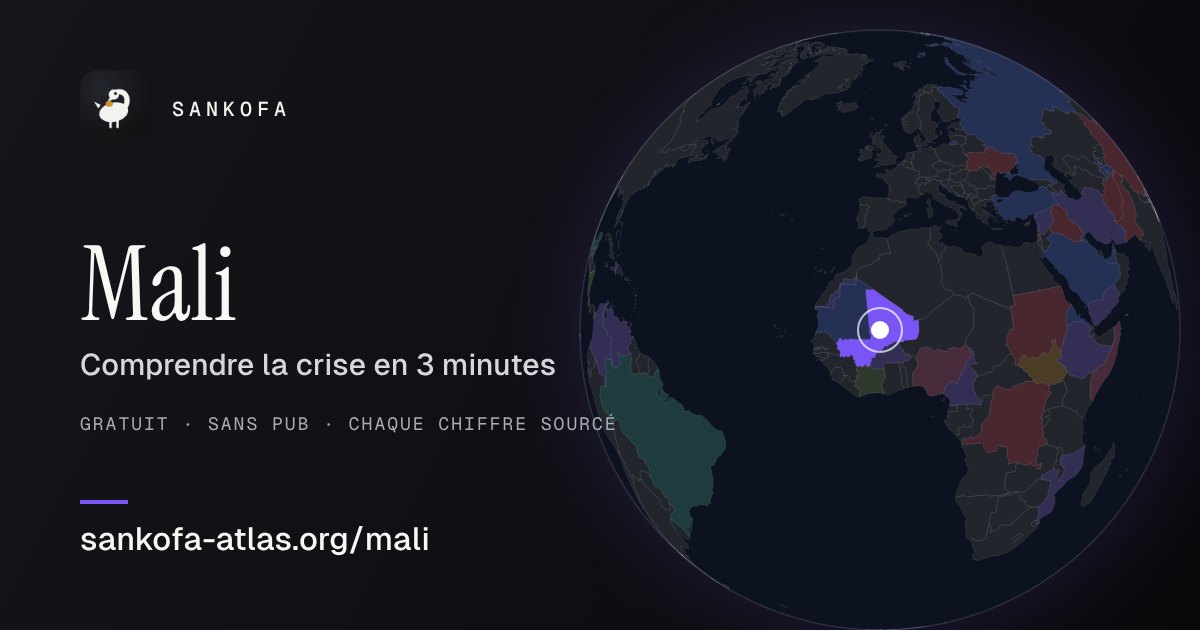 SANKOFA
Mali
Comprendre la crise en 3 minutes
GRATUIT · SANS PUB · CHAQUE CHIFFRE SOURCÉ
sankofa-atlas.org/mali